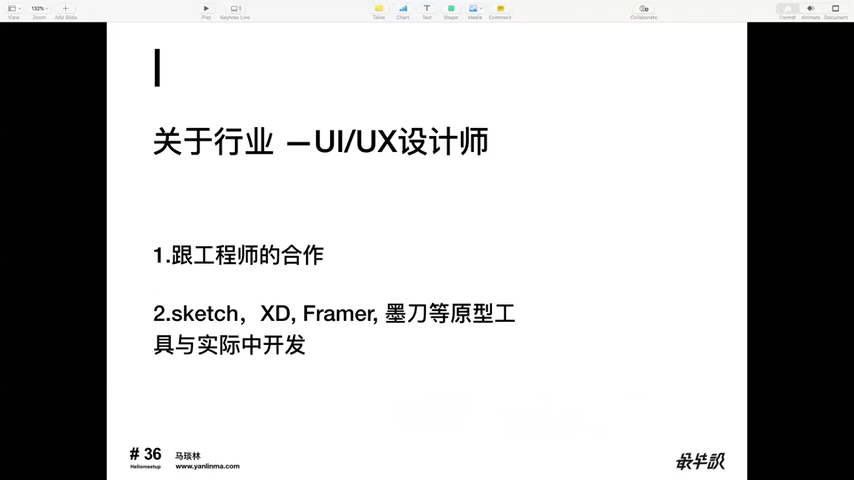 132%
View
Zoom
Add Slide
Play
Keynote Live
Table
Chart
Text
Shape
Media
Comment
Collaborate
Format
Animate
Document
关于行业 —UI/UX设计师
1.跟工程师的合作
2.sketch，XD, Framer, 墨刀等原型工
具与实际中开发
# 36
Hellomeetup
马琰林
www.yanlinma.com